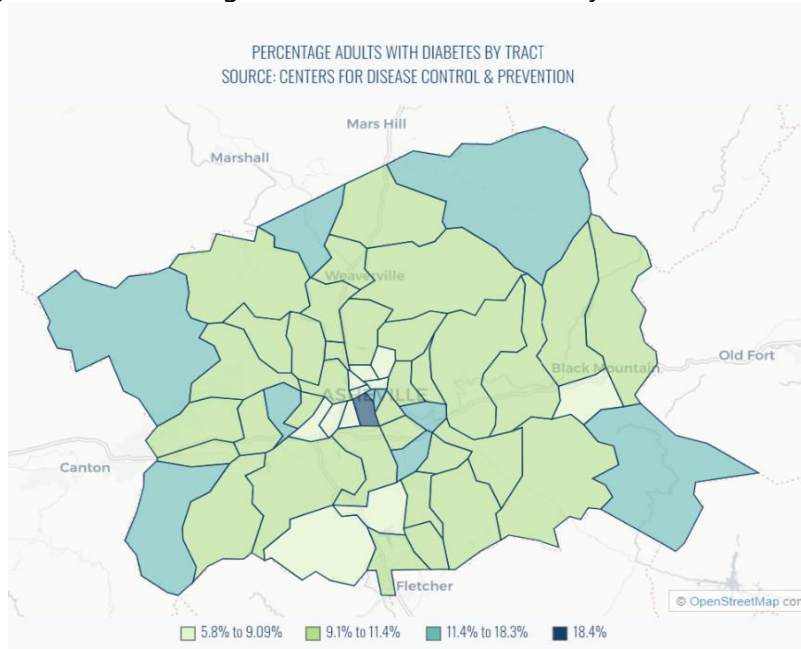 PERCENTAGE ADULTS WITH DIABETES BY TRACT
SOURCE: CENTERS FOR DISEASE CONTROL & PREVENTION
Mars Hill
Marshall
Weaverville
Old Fort
Black Mountain
ASHEVILLE
Canton
Fletcher
© OpenStreetMap
5.8% to 9.09% 9.1% to 11.4% 11.4% to 18.3% 18.4%